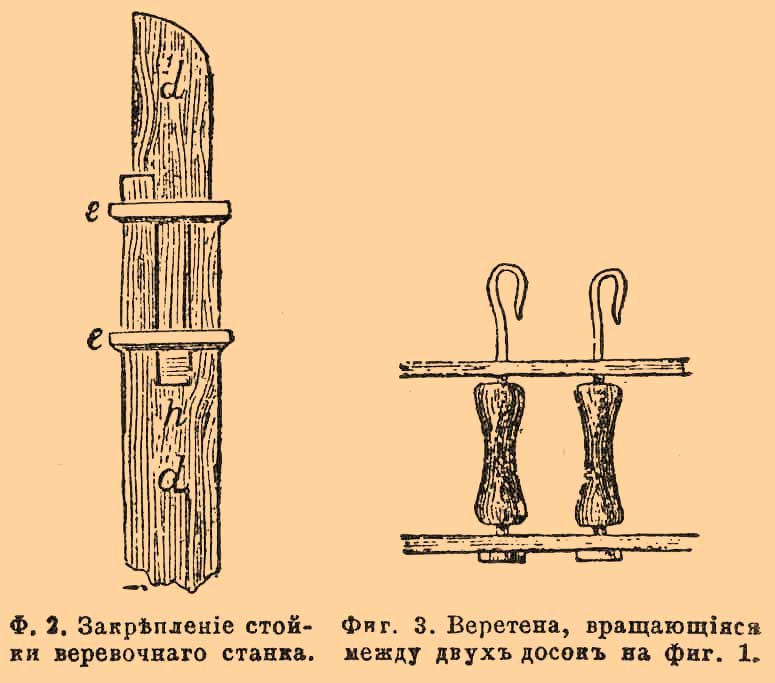 d
e
e
h
d
Ф. 2. Закрѣпленіе стой-
ки веревочнаго станка.
Фиг. 3. Веретена, вращающіяся
между двухъ досокъ на фиг. 1.